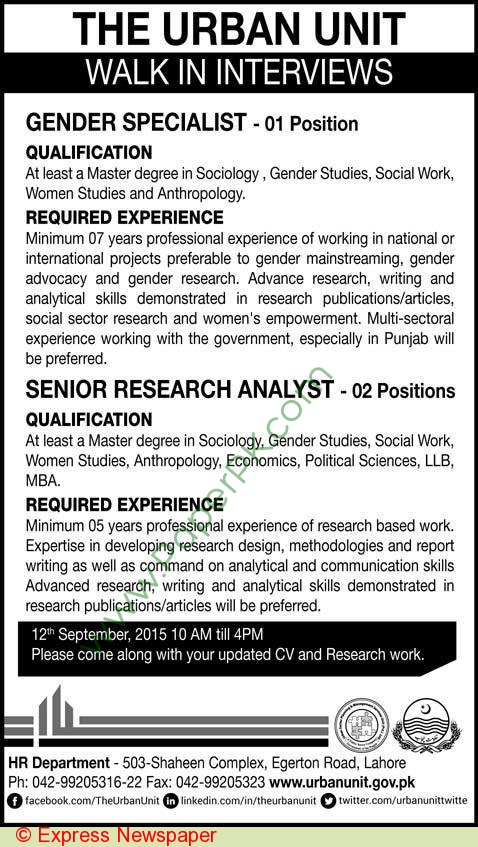 THE URBAN UNIT
WALK IN INTERVIEWS
GENDER SPECIALIST - 01 Position
QUALIFICATION
At least a Master degree in Sociology , Gender Studies, Social Work,
Women Studies and Anthropology.
REQUIRED EXPERIENCE
Minimum 07 years professional experience of working in national or
international projects preferable to gender mainstreaming, gender
advocacy and gender research. Advance research, writing and
analytical skills demonstrated in research publications/articles,
social sector research and women's empowerment. Multi-sectoral
experience working with the government, especially in Punjab will
be preferred.
SENIOR RESEARCH ANALYST - 02 Positions
QUALIFICATION
At least a Master degree in Sociology, Gender Studies, Social Work,
Women Studies, Anthropology, Economics, Political Sciences, LLB,
MBA.
REQUIRED EXPERIENCE
Minimum 05 years professional experience of research based work.
Expertise in developing research design, methodologies and report
writing as well as command on analytical and communication skills
Advanced research, writing and analytical skills demonstrated in
research publications/articles will be preferred.
www.PaperPK.com
12th September, 2015 10 AM till 4PM
Please come along with your updated CV and Research work.
HR Department - 503-Shaheen Complex, Egerton Road, Lahore
Ph: 042-99205316-22 Fax: 042-99205323 www.urbanunit.gov.pk
facebook.com/TheUrbanUnit linkedin.com/in/theurbanunit twitter.com/urbanunittwitte
© Express Newspaper